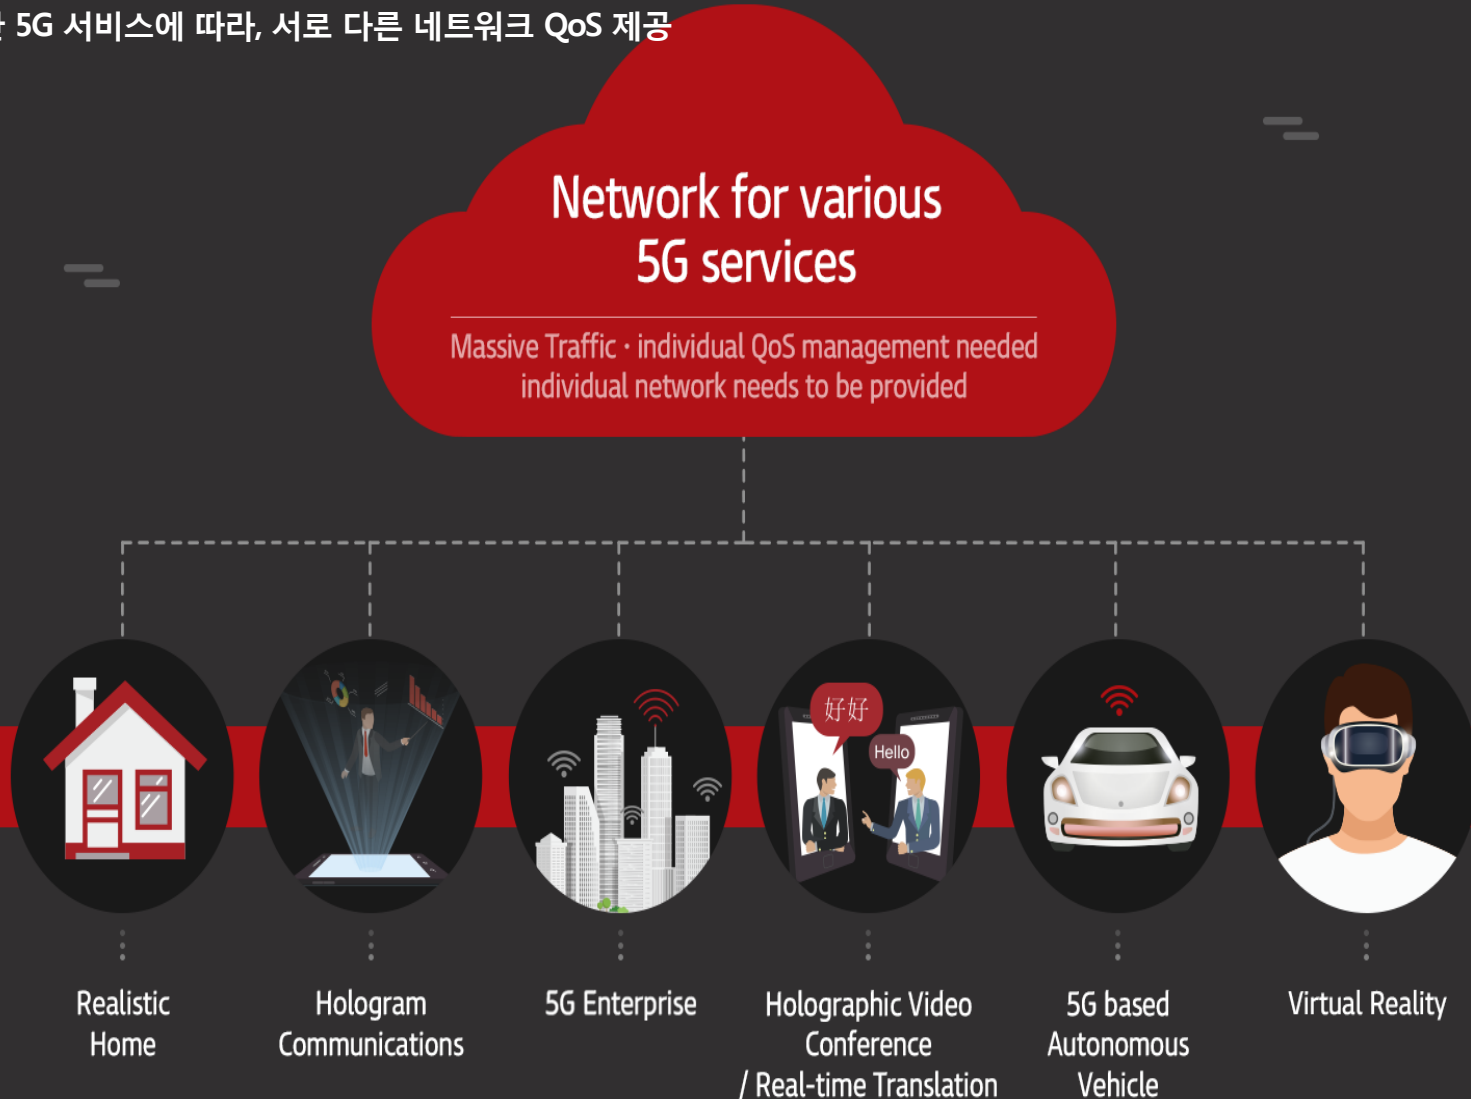 5G 서비스에 따라, 서로 다른 네트워크 QoS 제공
Network for various
5G services
Massive Traffic · individual QoS management needed
individual network needs to be provided
好好
Hello
Realistic
Home
Hologram
Communications
5G Enterprise
Holographic Video
Conference
/ Real-time Translation
5G based
Autonomous
Vehicle
Virtual Reality